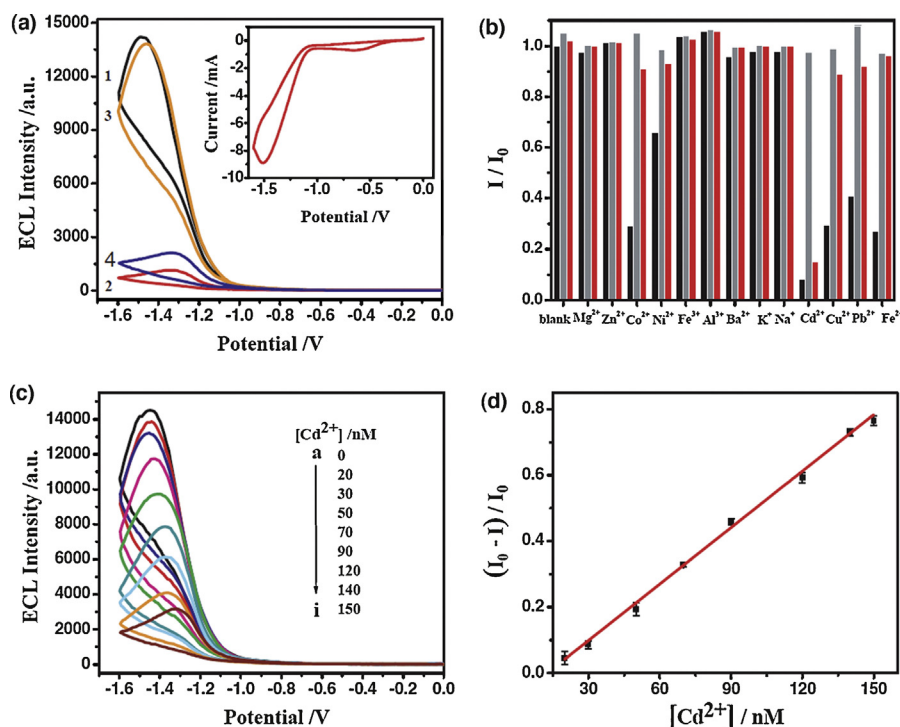 (a)
15000
12000
9000
6000
3000
0
ECL Intensity /a.u.
1
3
4
2
-1.6 -1.4 -1.2 -1.0 -0.8 -0.6 -0.4 -0.2 0.0
Potential /V
0
-2
-4
-6
-8
-10
Current /mA
-1.5 -1.0 -0.5 0.0
Potential /V
(b)
1.0
0.8
0.6
0.4
0.2
0.0
I / I0
blank Mg2+ Zn2+ Co2+ Ni2+ Fe3+ Al3+ Ba2+ K+ Na+ Cd2+ Cu2+ Pb2+ Fe2
(c)
14000
12000
10000
8000
6000
4000
2000
0
ECL Intensity /a.u.
[Cd2+] /nM
a 0
20
30
50
70
90
120
140
i 150
-1.6 -1.4 -1.2 -1.0 -0.8 -0.6 -0.4 -0.2 0.0
Potential /V
(d)
0.8
0.6
0.4
0.2
0.0
(I0 - I) / I0
30 60 90 120 150
[Cd2+] / nM